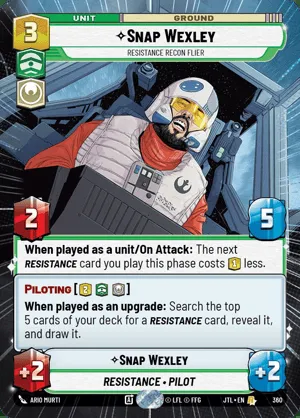 UNIT GROUND
3
✧SNAP WEXLEY
RESISTANCE RECON FLIER
2
5
When played as a unit/On Attack: The next
RESISTANCE card you play this phase costs 1 less.
PILOTING [2]:
When played as an upgrade: Search the top
5 cards of your deck for a RESISTANCE card, reveal it,
and draw it.
+2
✧SNAP WEXLEY
RESISTANCE • PILOT
+2
ARIO MURTI
© LFL © FFG
JTL • EN
360